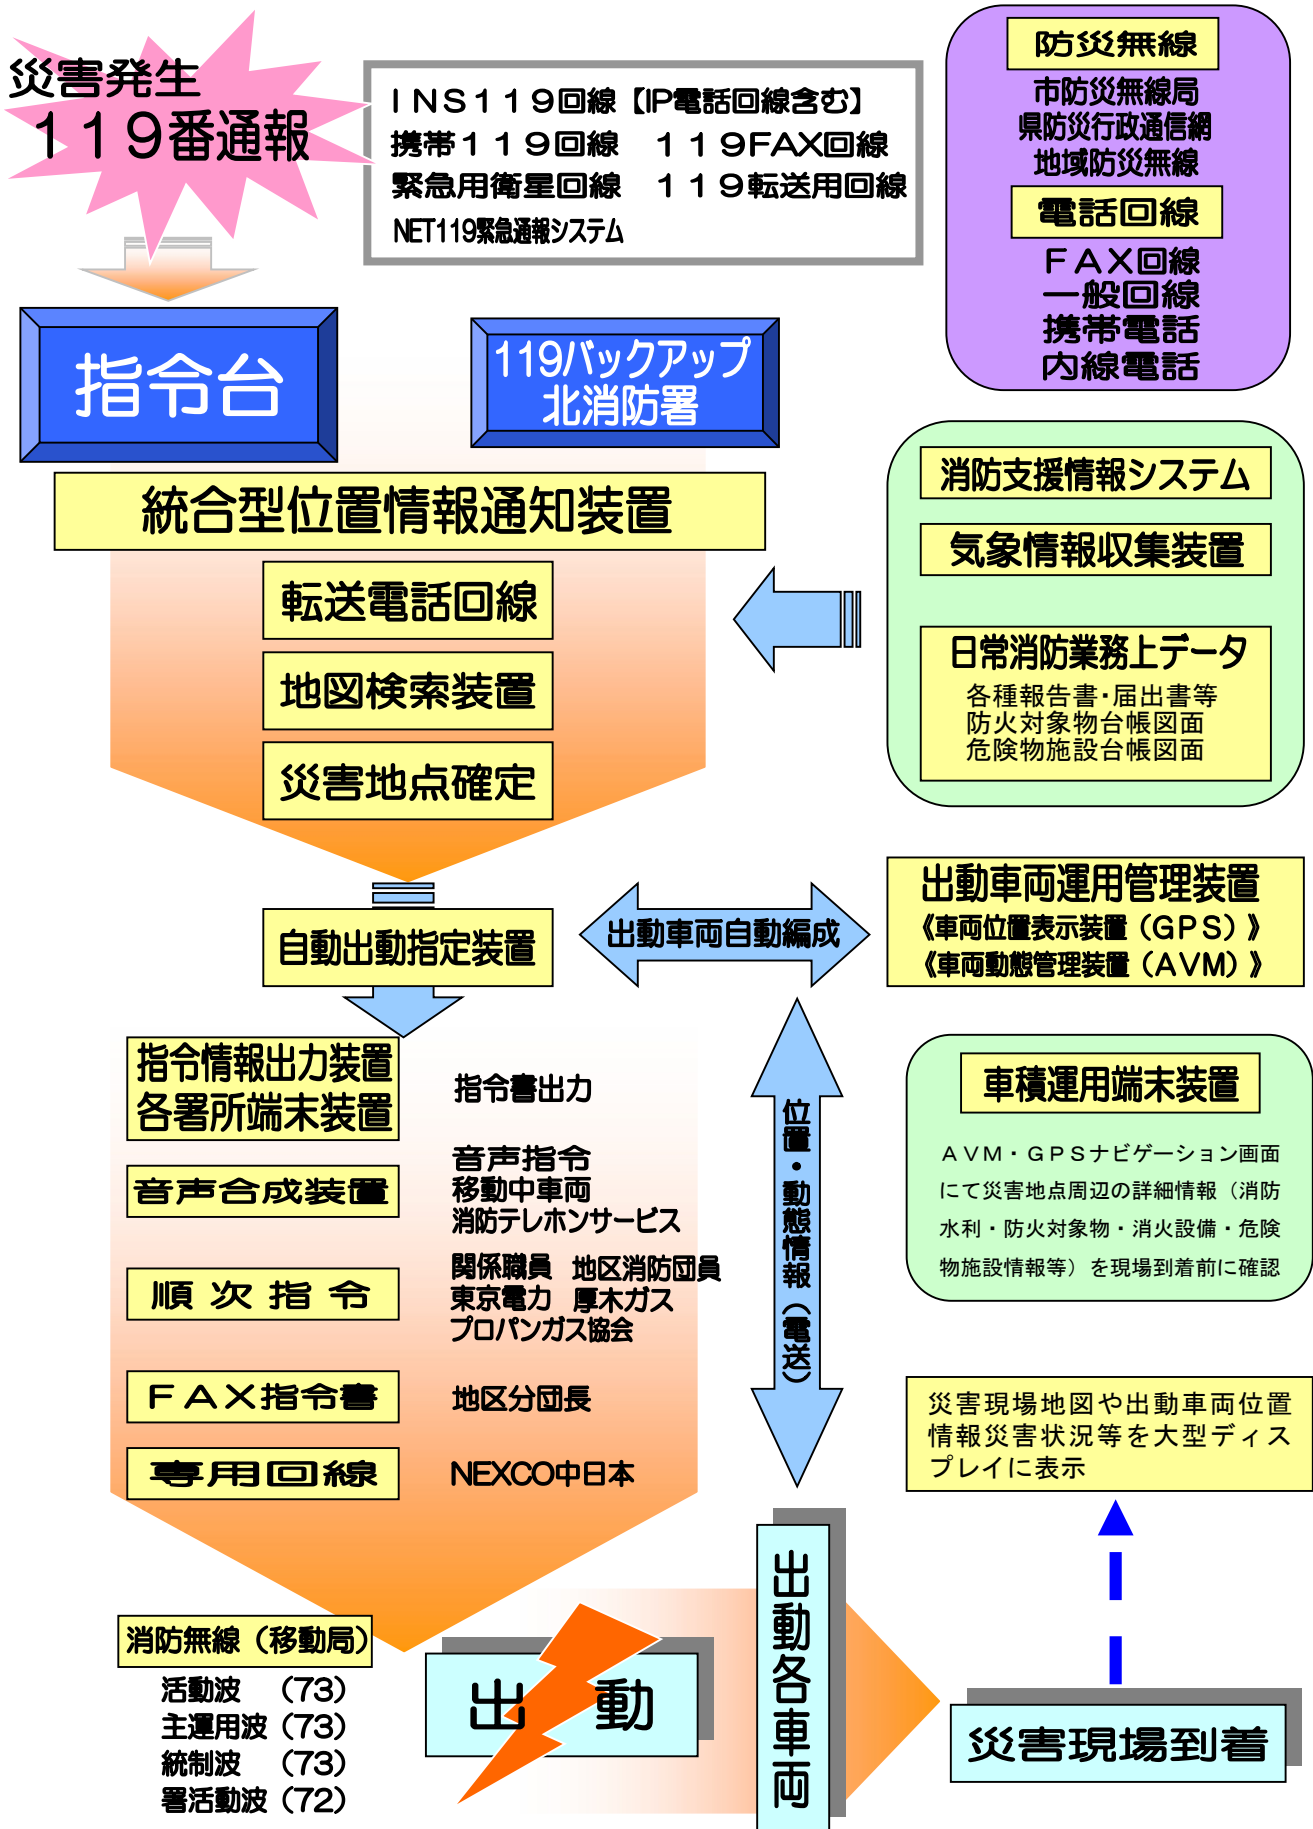 災害発生
119番通報
INS119回線【IP電話回線含む】
携帯119回線　119FAX回線
緊急用衛星回線　119転送用回線
NET119緊急通報システム
防災無線
市防災無線局
県防災行政通信網
地域防災無線
電話回線
FAX回線
一般回線
携帯電話
内線電話
指令台
119バックアップ
北消防署
統合型位置情報通知装置
転送電話回線
地図検索装置
災害地点確定
消防支援情報システム
気象情報収集装置
日常消防業務上データ
各種報告書・届出書等
防火対象物台帳図面
危険物施設台帳図面
自動出動指定装置
出動車両自動編成
出動車両運用管理装置
《車両位置表示装置（GPS）》
《車両動態管理装置（AVM）》
指令情報出力装置
各署所端末装置
指令書出力
音声合成装置
音声指令
移動中車両
消防テレホンサービス
順次指令
関係職員　地区消防団員
東京電力　厚木ガス
プロパンガス協会
FAX指令書
地区分団長
専用回線
NEXCO中日本
位置・動態情報（電送）
車積運用端末装置
AVM・GPSナビゲーション画面
にて災害地点周辺の詳細情報（消防
水利・防火対象物・消火設備・危険
物施設情報等）を現場到着前に確認
災害現場地図や出動車両位置
情報災害状況等を大型ディス
プレイに表示
消防無線（移動局）
活動波　（73）
主運用波（73）
統制波　（73）
署活動波（72）
出　動
出動各車両
災害現場到着